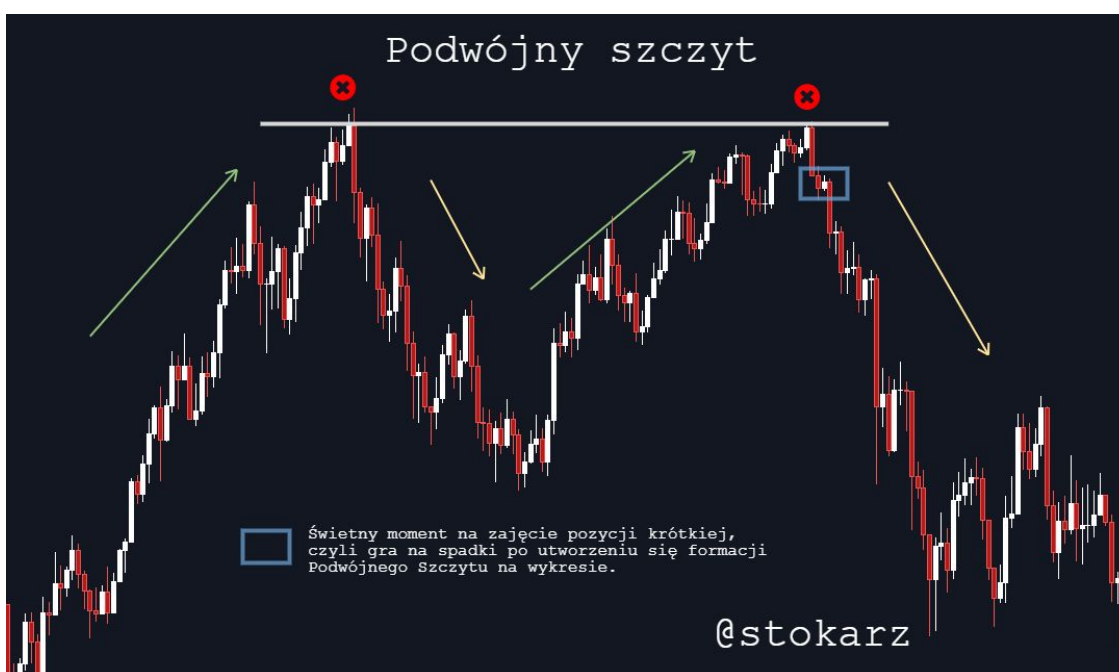 Podwójny szczyt
Świetny moment na zajęcie pozycji krótkiej,
czyli gra na spadki po utworzeniu się formacji
Podwójnego Szczytu na wykresie.
@stokarz